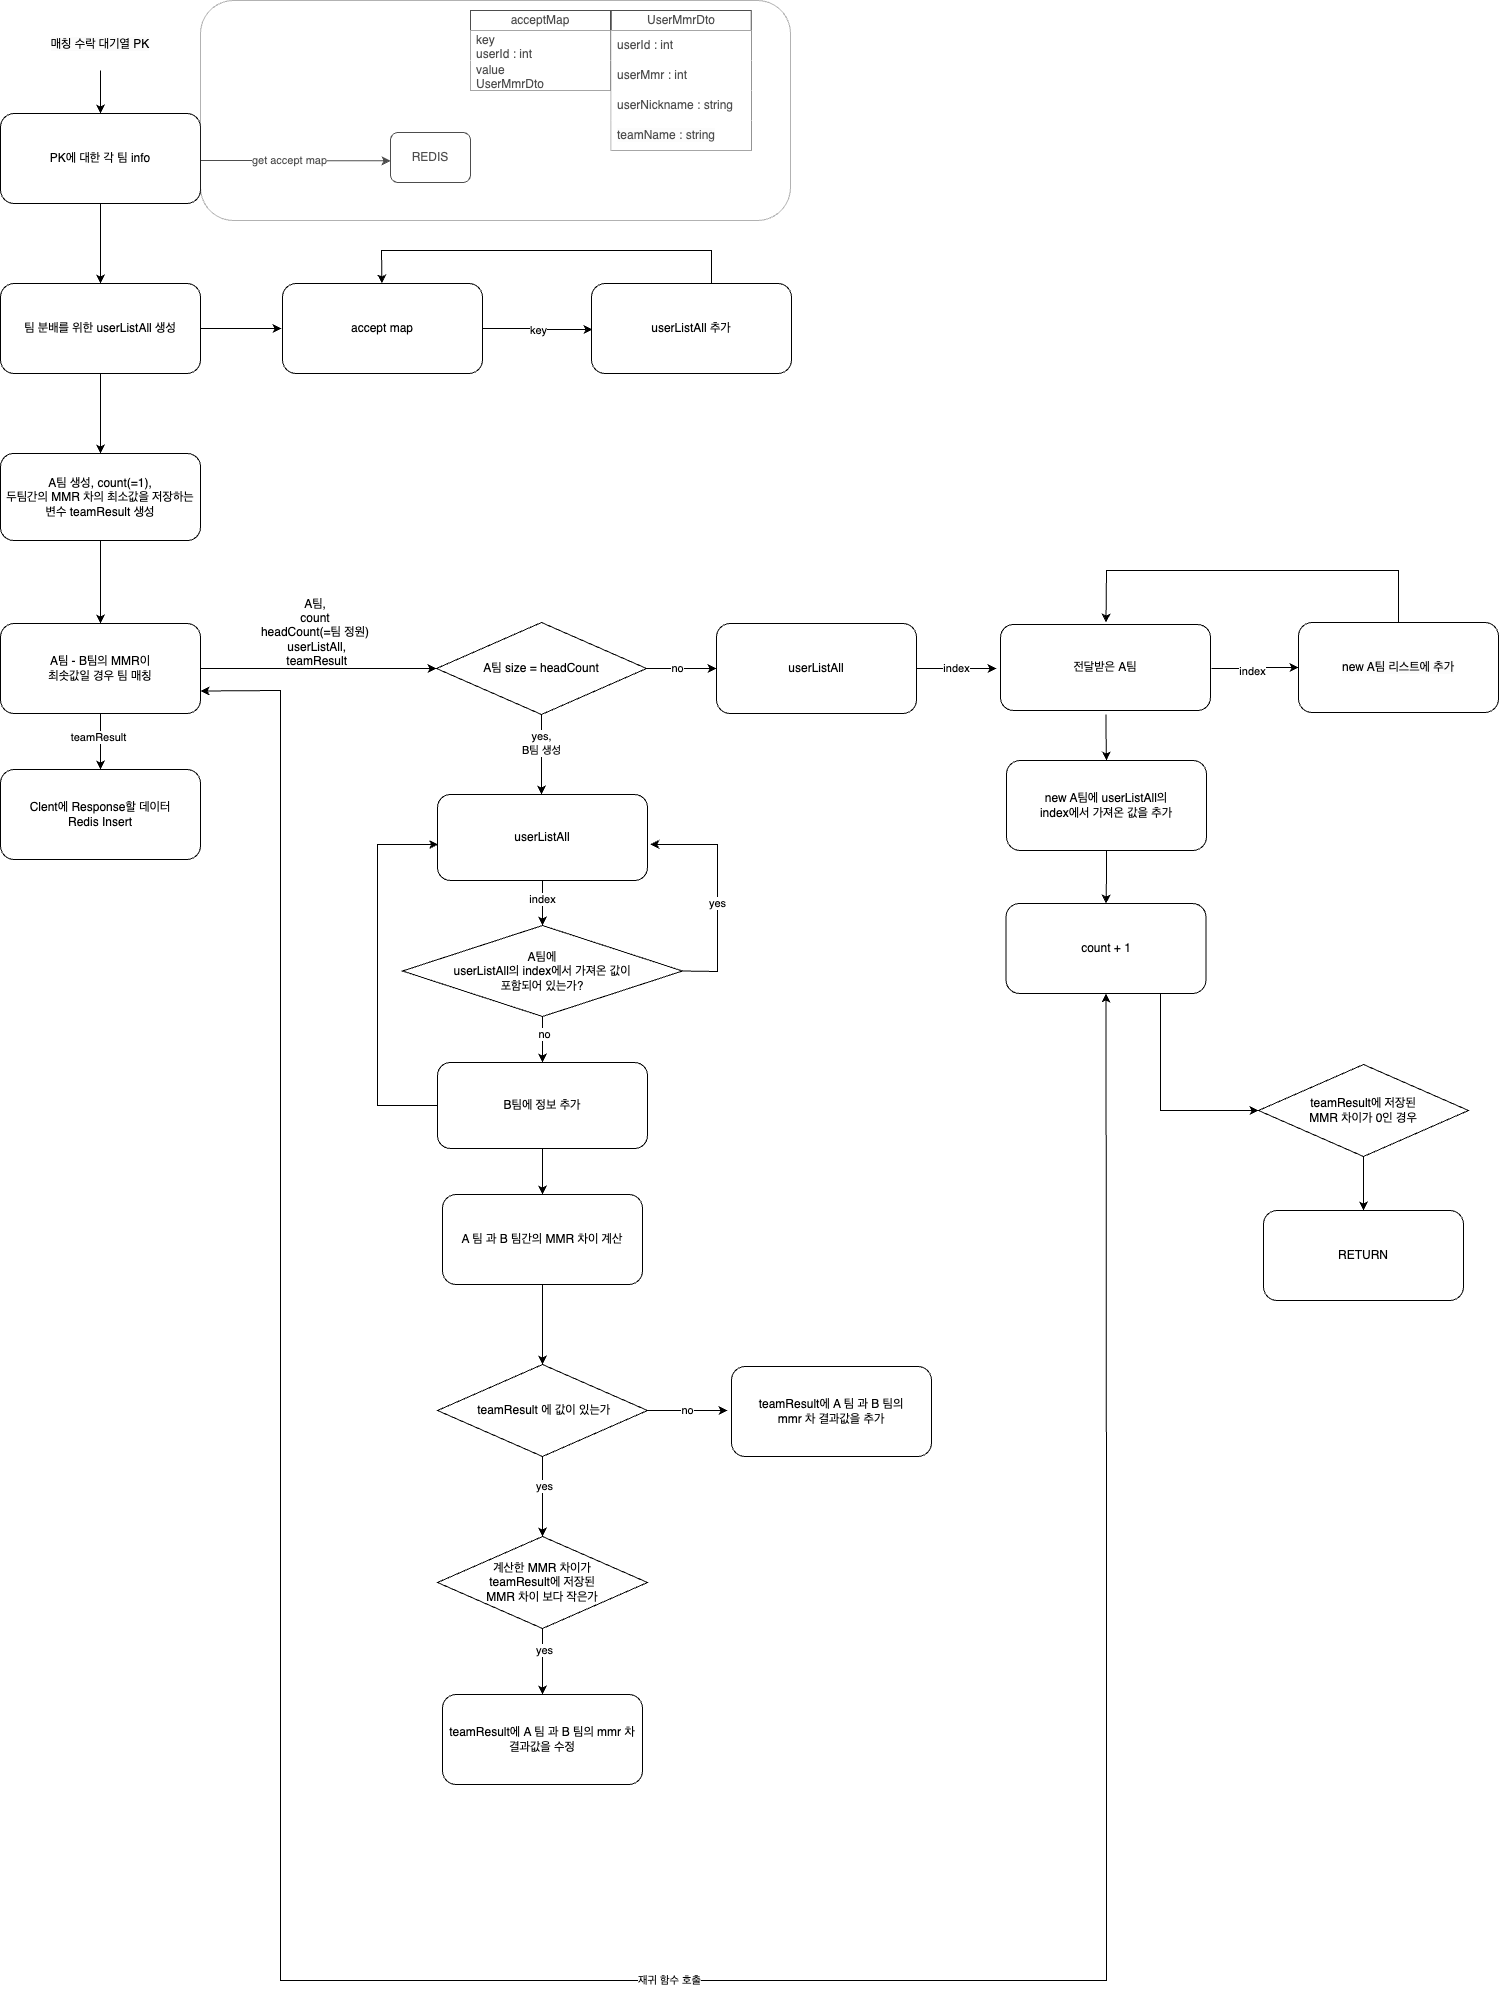 매칭 수락 대기열 PK
acceptMap
key
userId : int
value
UserMmrDto
UserMmrDto
userId : int
userMmr : int
userNickname : string
teamName : string
PK에 대한 각 팀 info
get accept map
REDIS
팀 분배를 위한 userListAll 생성
accept map
key
userListAll 추가
A팀 생성, count(=1),
두팀간의 MMR 차의 최소값을 저장하는
변수 teamResult 생성
A팀 - B팀의 MMR이
최솟값일 경우 팀 매칭
A팀,
count
headCount(=팀 정원)
userListAll,
teamResult
A팀 size = headCount
no
userListAll
index
전달받은 A팀
index
new A팀 리스트에 추가
teamResult
Clent에 Response할 데이터
Redis Insert
yes,
B팀 생성
userListAll
index
yes
A팀에
userListAll의 index에서 가져온 값이
포함되어 있는가?
no
B팀에 정보 추가
A 팀 과 B 팀간의 MMR 차이 계산
teamResult 에 값이 있는가
no
teamResult에 A 팀 과 B 팀의
mmr 차 결과값을 추가
yes
계산한 MMR 차이가
teamResult에 저장된
MMR 차이 보다 작은가
yes
teamResult에 A 팀 과 B 팀의 mmr 차
결과값을 수정
new A팀에 userListAll의
index에서 가져온 값을 추가
count + 1
teamResult에 저장된
MMR 차이가 0인 경우
RETURN
재귀 함수 호출